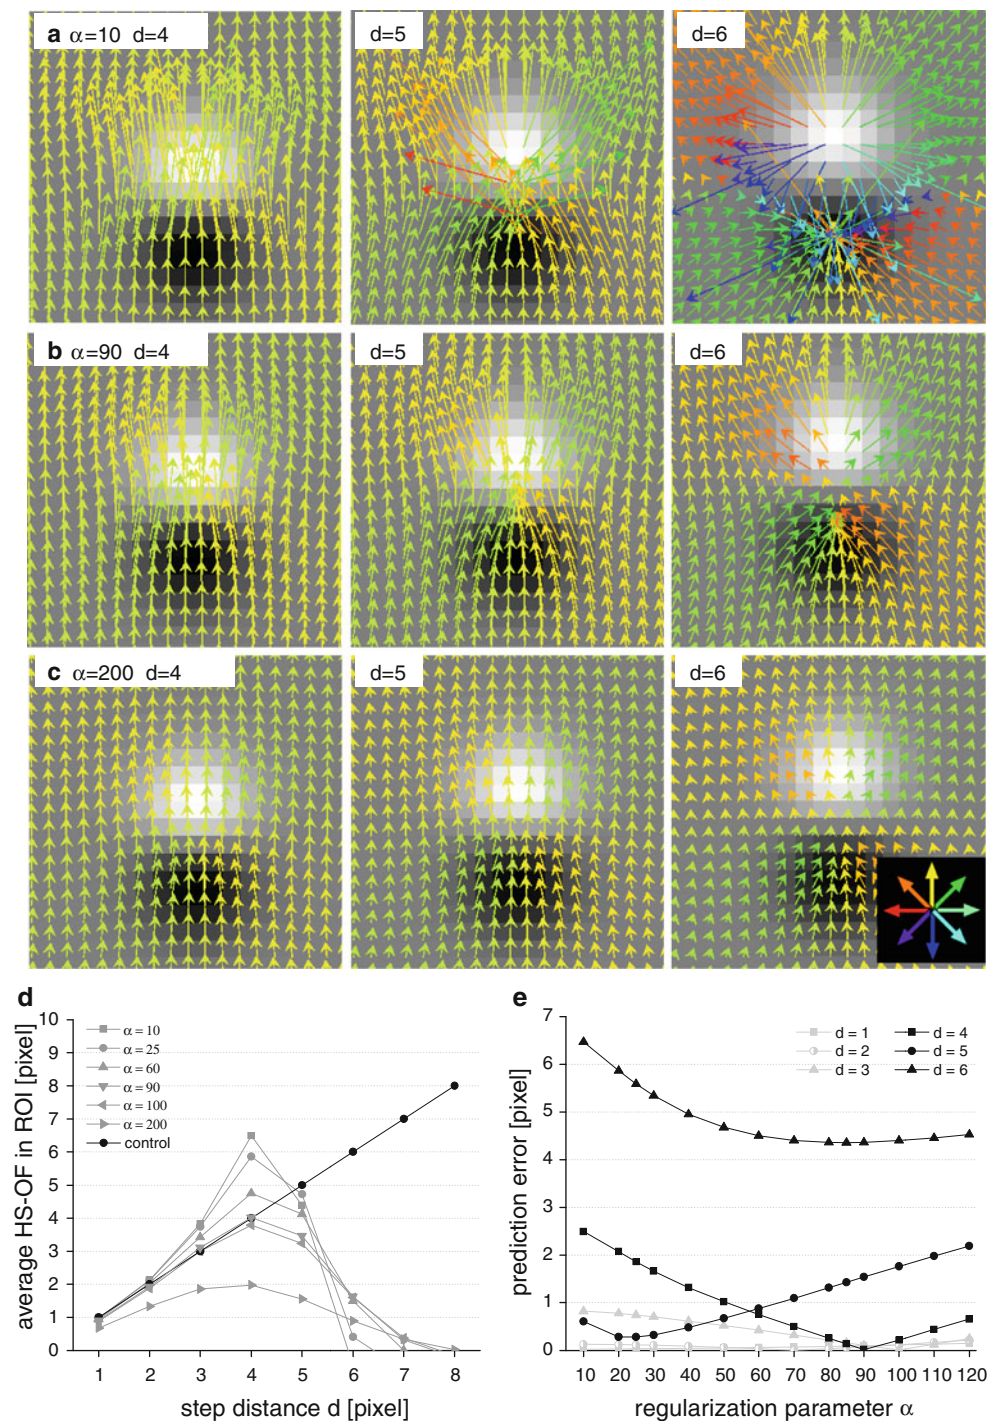 a α=10 d=4
d=5
d=6
b α=90 d=4
d=5
d=6
c α=200 d=4
d=5
d=6
d
average HS-OF in ROI [pixel]
10
9
8
7
6
5
4
3
2
1
0
α = 10
α = 25
α = 60
α = 90
α = 100
α = 200
control
1 2 3 4 5 6 7 8
step distance d [pixel]
e
prediction error [pixel]
7
6
5
4
3
2
1
0
d = 1
d = 2
d = 3
d = 4
d = 5
d = 6
10 20 30 40 50 60 70 80 90 100 110 120
regularization parameter α